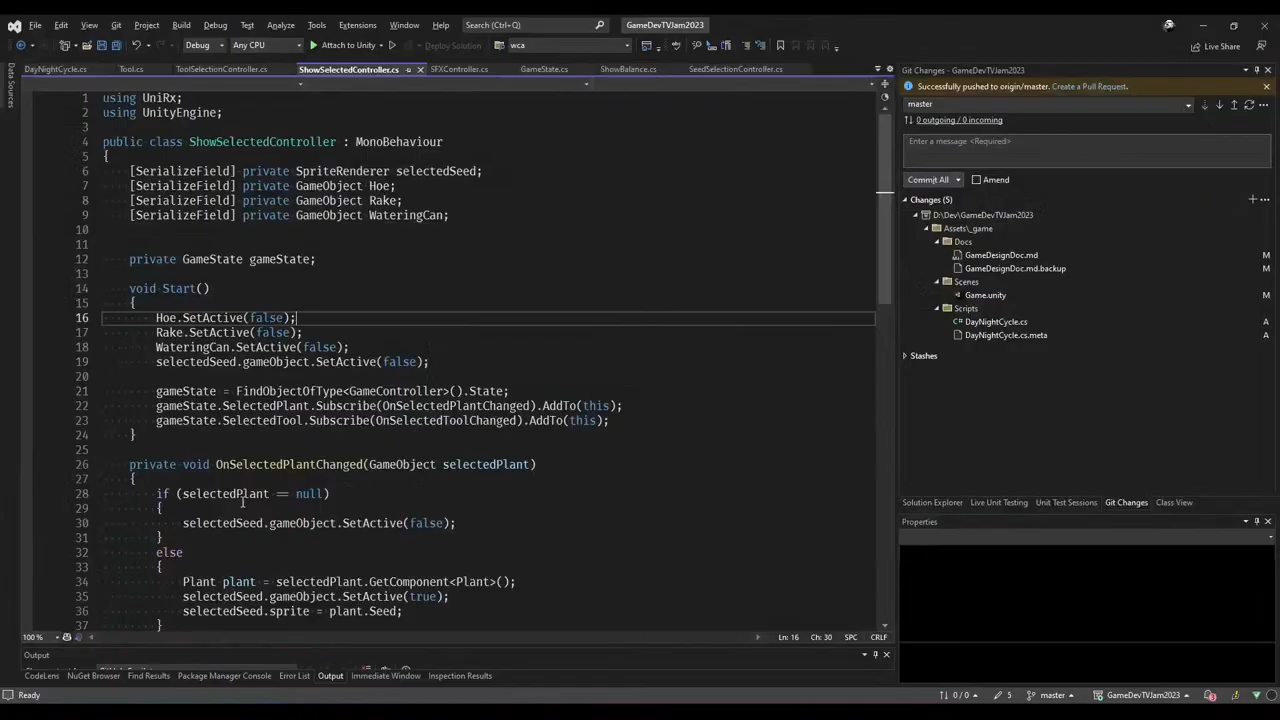 File Edit View Git Project Build Debug Test Analyze Tools Extensions Window Help Search (Ctrl+Q) GameDevTVJam2023
Debug Any CPU Attach to Unity Deploy Solution wca Live Share
Data Sources
DayNightCycle.cs Tool.cs ToolSelectionController.cs ShowSelectedController.cs SFXController.cs GameState.cs ShowBalance.cs SeedSelectionController.cs
1 using UniRx;
2 using UnityEngine;
3
4 public class ShowSelectedController : MonoBehaviour
5 {
6 [SerializeField] private SpriteRenderer selectedSeed;
7 [SerializeField] private GameObject Hoe;
8 [SerializeField] private GameObject Rake;
9 [SerializeField] private GameObject WateringCan;
10
11
12 private GameState gameState;
13
14 void Start()
15 {
16 Hoe.SetActive(false);
17 Rake.SetActive(false);
18 WateringCan.SetActive(false);
19 selectedSeed.gameObject.SetActive(false);
20
21 gameState = FindObjectOfType<GameController>().State;
22 gameState.SelectedPlant.Subscribe(OnSelectedPlantChanged).AddTo(this);
23 gameState.SelectedTool.Subscribe(OnSelectedToolChanged).AddTo(this);
24 }
25
26 private void OnSelectedPlantChanged(GameObject selectedPlant)
27 {
28 if (selectedPlant == null)
29 {
30 selectedSeed.gameObject.SetActive(false);
31 }
32 else
33 {
34 Plant plant = selectedPlant.GetComponent<Plant>();
35 selectedSeed.gameObject.SetActive(true);
36 selectedSeed.sprite = plant.Seed;
37 }
100 % Ln: 16 Ch: 30 SPC CRLF
Output
CodeLens NuGet Browser Find Results Package Manager Console Error List Output Immediate Window Inspection Results
Git Changes - GameDevTVJam2023
Successfully pushed to origin/master. Create a Pull Request.
master
0 outgoing / 0 incoming
Enter a message <Required>
Commit All Amend
Changes (5)
D:\Dev\GameDevTVJam2023
Assets\_game
Docs
GameDesignDoc.md M
GameDesignDoc.md.backup M
Scenes
Game.unity M
Scripts
DayNightCycle.cs A
DayNightCycle.cs.meta A
Stashes
Solution Explorer Live Unit Testing Unit Test Sessions Git Changes Class View
Properties
Ready 0 / 0 5 master GameDevTVJam2023